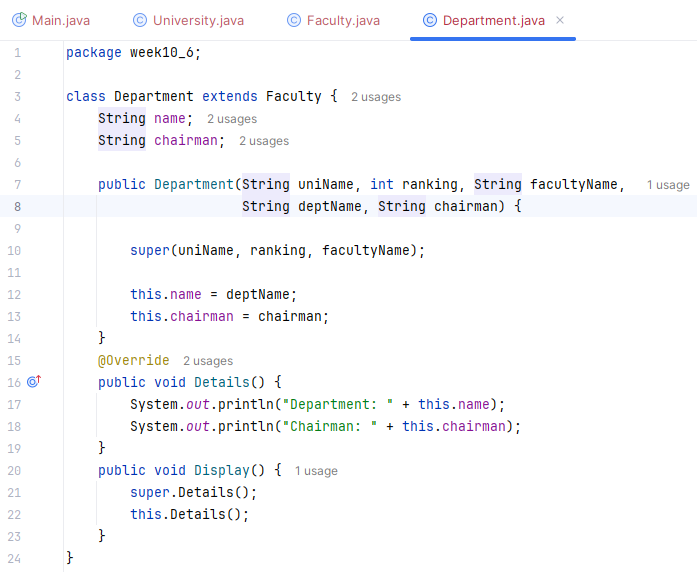 Main.java University.java Faculty.java Department.java
1 package week10_6;
2
3 class Department extends Faculty { 2 usages
4 String name; 2 usages
5 String chairman; 2 usages
6
7 public Department(String uniName, int ranking, String facultyName, 1 usage
8 String deptName, String chairman) {
9
10 super(uniName, ranking, facultyName);
11
12 this.name = deptName;
13 this.chairman = chairman;
14 }
15 @Override 2 usages
16 public void Details() {
17 System.out.println("Department: " + this.name);
18 System.out.println("Chairman: " + this.chairman);
19 }
20 public void Display() { 1 usage
21 super.Details();
22 this.Details();
23 }
24 }